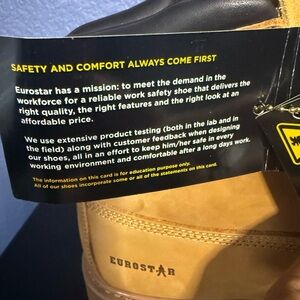 SAFETY AND COMFORT ALWAYS COME FIRST
Eurostar has a mission: to meet the demand in the
workforce for a reliable work safety shoe that delivers the
right quality, the right features and the right look at an
affordable price.
We use extensive product testing (both in the lab and in
the field) along with customer feedback when designing
our shoes, all in an effort to keep him/her safe in every
working environment and comfortable after a long days work.
The information on this card is for education purpose only.
All of our shoes incorporate some or all of the statements on this card.
EUROSTAR